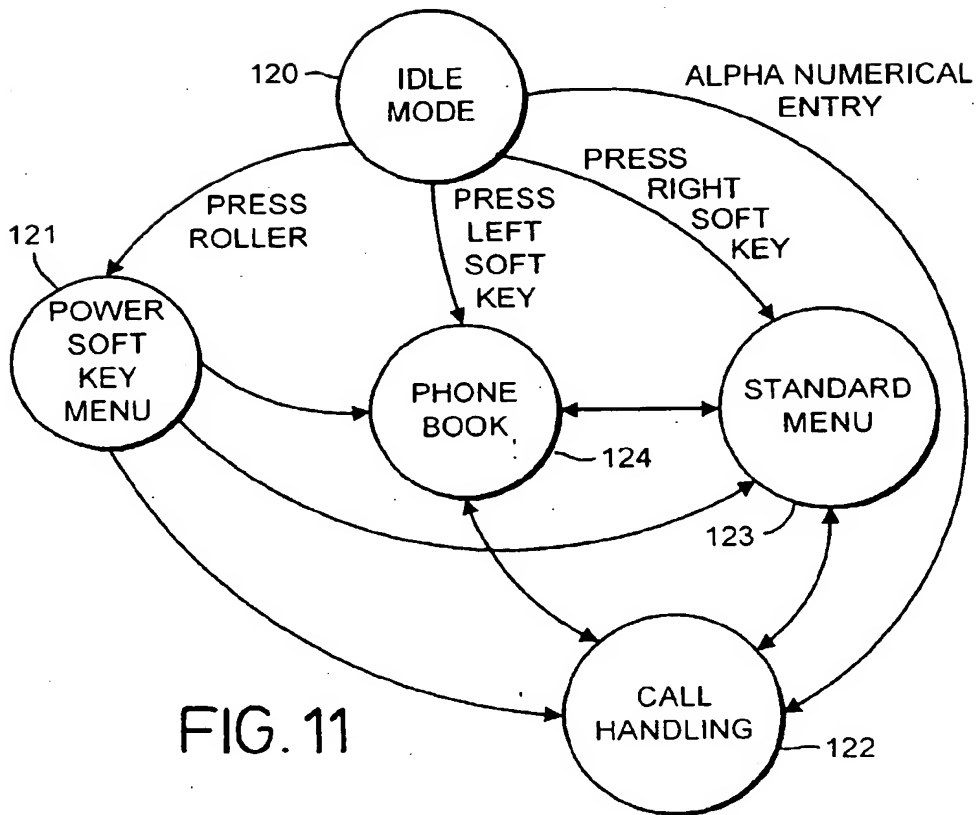 120
IDLE
MODE
ALPHA NUMERICAL
ENTRY
PRESS
ROLLER
PRESS
LEFT
SOFT
KEY
PRESS
RIGHT
SOFT
KEY
121
POWER
SOFT
KEY
MENU
PHONE
BOOK
124
STANDARD
MENU
123
CALL
HANDLING
122
FIG. 11